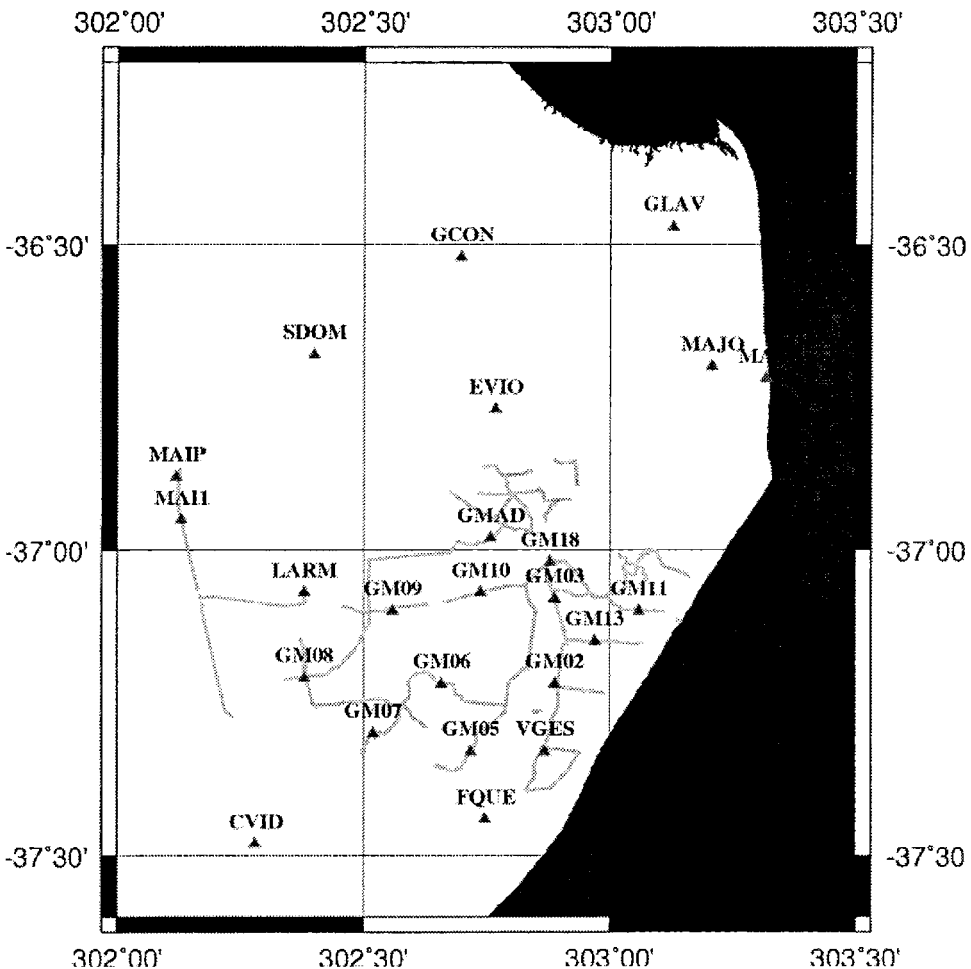 302°00' 302°30' 303°00' 303°30'
GLAV
-36°30' GCON -36°30'
SDOM
MAJO MA
EVIO
MAIP
MAI1
GMAD
-37°00' GM18 -37°00'
LARM GM10 GM03
GM09 GM11
GM13
GM08 GM06 GM02
GM07
GM05 VGES
FQUE
CVID
-37°30' -37°30'
302°00' 302°30' 303°00' 303°30'